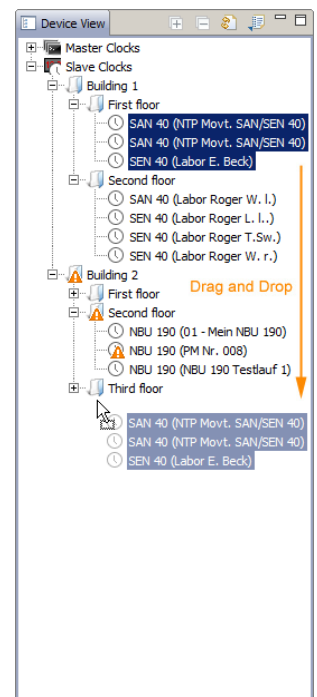 Device View
Master Clocks
Slave Clocks
Building 1
First floor
SAN 40 (NTP Movt. SAN/SEN 40)
SAN 40 (NTP Movt. SAN/SEN 40)
SEN 40 (Labor E. Beck)
Second floor
SAN 40 (Labor Roger W. l.)
SEN 40 (Labor Roger L. l..)
SEN 40 (Labor Roger T.Sw.)
SEN 40 (Labor Roger W. r.)
Building 2
First floor
Drag and Drop
Second floor
NBU 190 (01 - Mein NBU 190)
NBU 190 (PM Nr. 008)
NBU 190 (NBU 190 Testlauf 1)
Third floor
SAN 40 (NTP Movt. SAN/SEN 40)
SAN 40 (NTP Movt. SAN/SEN 40)
SEN 40 (Labor E. Beck)